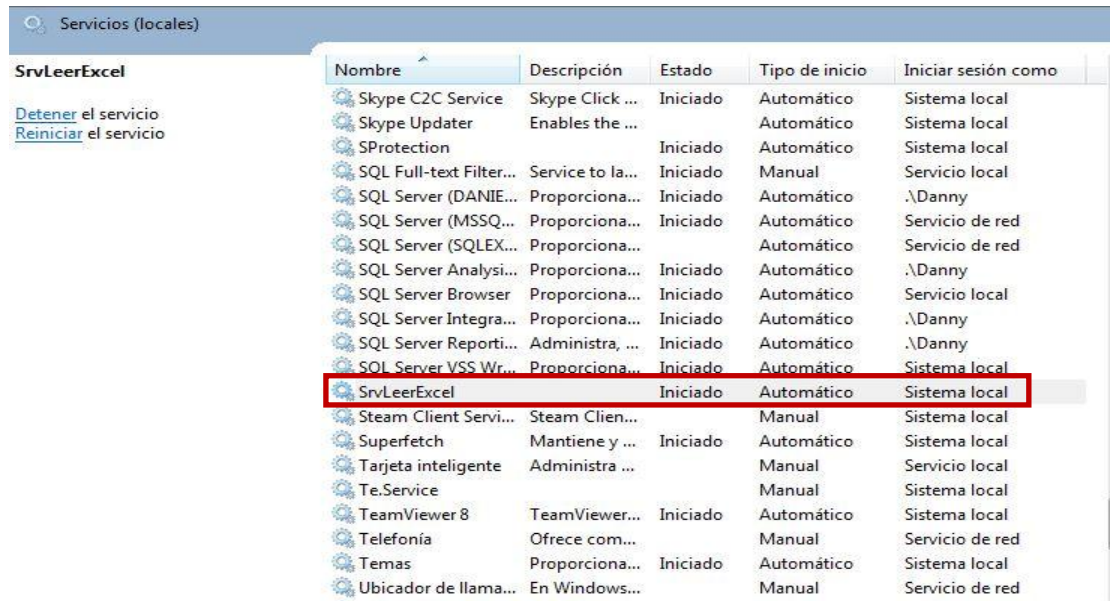 Servicios (locales)
SrvLeerExcel
Detener el servicio
Reiniciar el servicio
Nombre Descripción Estado Tipo de inicio Iniciar sesión como
Skype C2C Service Skype Click ... Iniciado Automático Sistema local
Skype Updater Enables the ... Automático Sistema local
SProtection Iniciado Automático Sistema local
SQL Full-text Filter... Service to la... Iniciado Manual Servicio local
SQL Server (DANIE... Proporciona... Iniciado Automático .\Danny
SQL Server (MSSQ... Proporciona... Iniciado Automático Servicio de red
SQL Server (SQLEX... Proporciona... Automático Servicio de red
SQL Server Analysi... Proporciona... Iniciado Automático .\Danny
SQL Server Browser Proporciona... Iniciado Automático Servicio local
SQL Server Integra... Proporciona... Iniciado Automático .\Danny
SQL Server Reporti... Administra, ... Iniciado Automático .\Danny
SQL Server VSS Wr... Proporciona... Iniciado Automático Sistema local
SrvLeerExcel Iniciado Automático Sistema local
Steam Client Servi... Steam Clien... Manual Sistema local
Superfetch Mantiene y ... Iniciado Automático Sistema local
Tarjeta inteligente Administra ... Manual Servicio local
Te.Service Manual Sistema local
TeamViewer 8 TeamViewer... Iniciado Automático Sistema local
Telefonía Ofrece com... Manual Servicio de red
Temas Proporciona... Iniciado Automático Sistema local
Ubicador de llama... En Windows... Manual Servicio de red